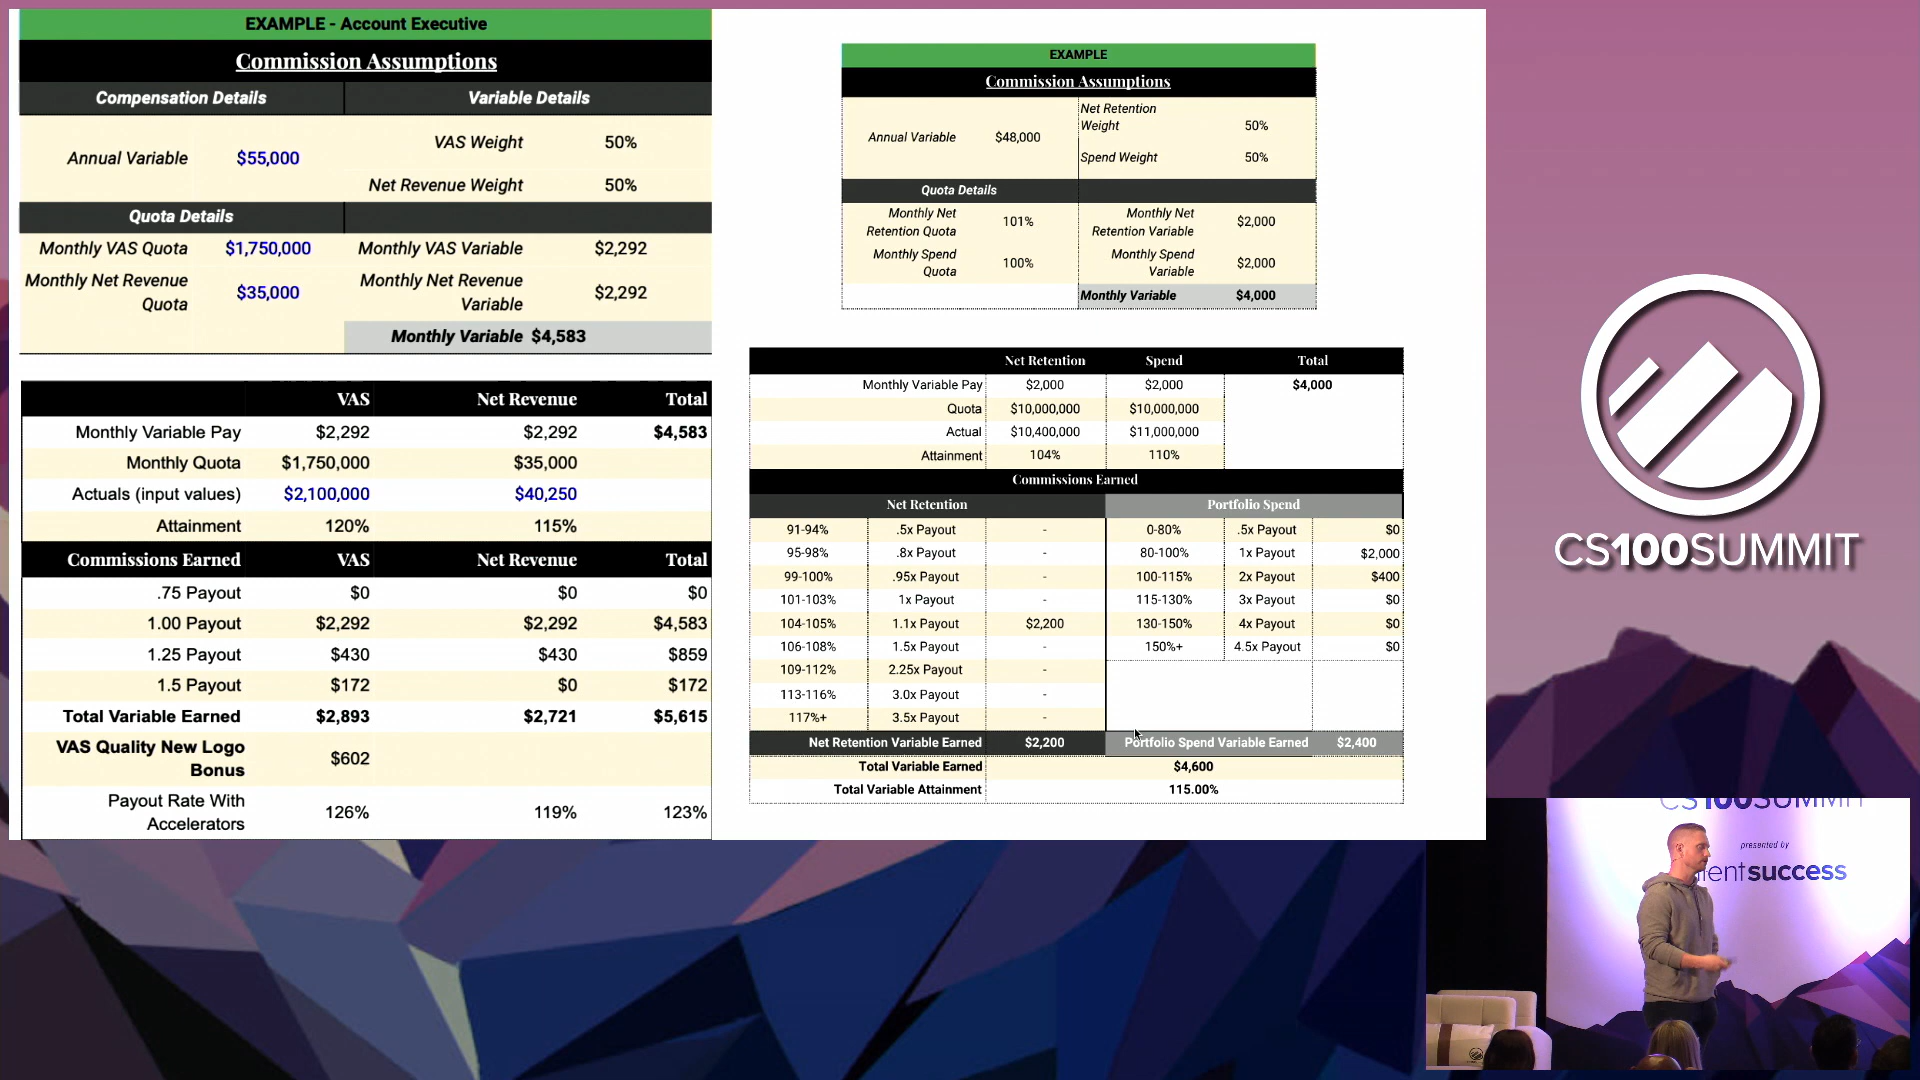 EXAMPLE - Account Executive
Commission Assumptions
Compensation Details Variable Details
Annual Variable $55,000
VAS Weight 50%
Net Revenue Weight 50%
Quota Details
Monthly VAS Quota $1,750,000 Monthly VAS Variable $2,292
Monthly Net Revenue
Quota $35,000
Monthly Net Revenue
Variable $2,292
Monthly Variable $4,583
VAS Net Revenue Total
Monthly Variable Pay $2,292 $2,292 $4,583
Monthly Quota $1,750,000 $35,000
Actuals (input values) $2,100,000 $40,250
Attainment 120% 115%
Commissions Earned VAS Net Revenue Total
.75 Payout $0 $0 $0
1.00 Payout $2,292 $2,292 $4,583
1.25 Payout $430 $430 $859
1.5 Payout $172 $0 $172
Total Variable Earned $2,893 $2,721 $5,615
VAS Quality New Logo
Bonus $602
Payout Rate With
Accelerators 126% 119% 123%
EXAMPLE
Commission Assumptions
Annual Variable $48,000
Net Retention
Weight 50%
Spend Weight 50%
Quota Details
Monthly Net
Retention Quota 101%
Monthly Net
Retention Variable $2,000
Monthly Spend
Quota 100%
Monthly Spend
Variable $2,000
Monthly Variable $4,000
Net Retention Spend Total
Monthly Variable Pay $2,000 $2,000 $4,000
Quota $10,000,000 $10,000,000
Actual $10,400,000 $11,000,000
Attainment 104% 110%
Commissions Earned
Net Retention Portfolio Spend
91-94% .5x Payout - 0-80% .5x Payout $0
95-98% .8x Payout - 80-100% 1x Payout $2,000
99-100% .95x Payout - 100-115% 2x Payout $400
101-103% 1x Payout - 115-130% 3x Payout $0
104-105% 1.1x Payout $2,200 130-150% 4x Payout $0
106-108% 1.5x Payout - 150%+ 4.5x Payout $0
109-112% 2.25x Payout -
113-116% 3.0x Payout -
117%+ 3.5x Payout -
Net Retention Variable Earned $2,200 Portfolio Spend Variable Earned $2,400
Total Variable Earned $4,600
Total Variable Attainment 115.00%
CS100SUMMIT
CS100SUMMIT
presented by
ientsuccess